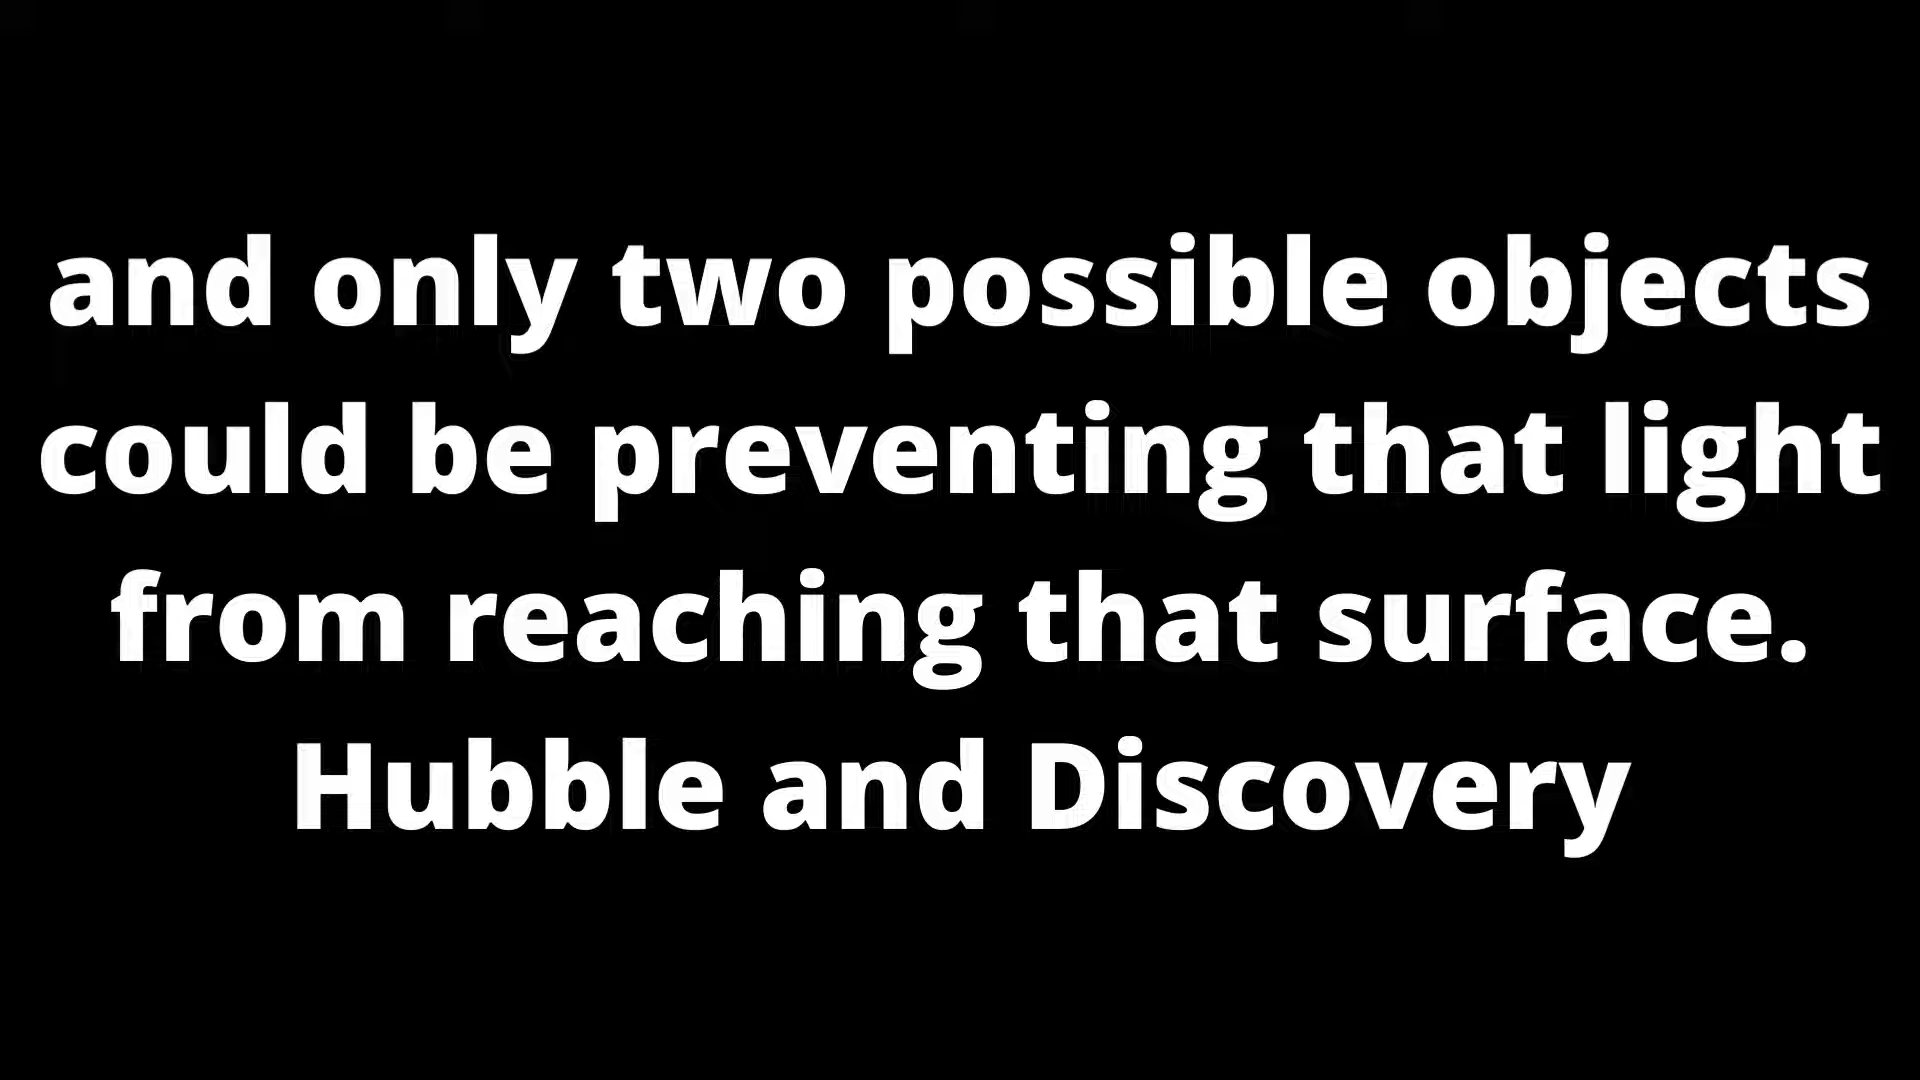 and only two possible objects
could be preventing that light
from reaching that surface.
Hubble and Discovery